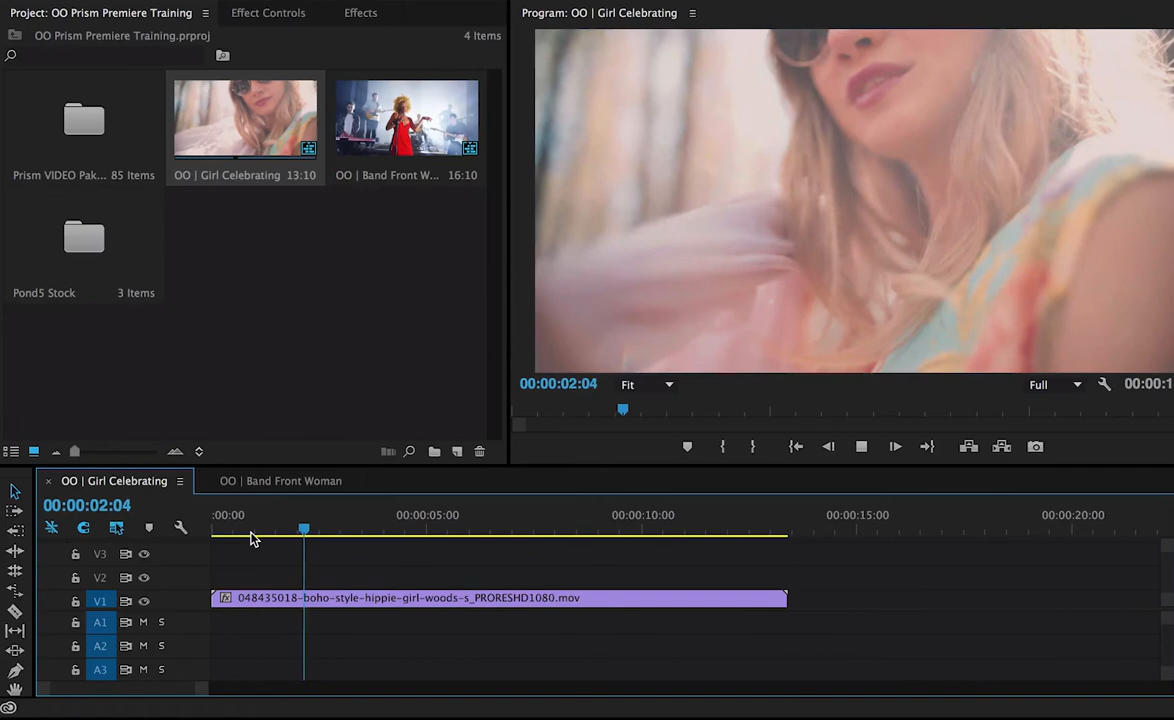 Project: OO Prism Premiere Training
Effect Controls
Effects
OO Prism Premiere Training.prproj
4 Items
Prism VIDEO Pak... 85 Items
OO | Girl Celebrating 13:10
OO | Band Front W... 16:10
Pond5 Stock 3 Items
Program: OO | Girl Celebrating
00:00:02:04
Fit
Full
00:00:1
OO | Girl Celebrating
OO | Band Front Woman
00:00:02:04
:00:00
00:00:05:00
00:00:10:00
00:00:15:00
00:00:20:00
V3
V2
V1
fx 048435018-boho-style-hippie-girl-woods-s_PRORESHD1080.mov
A1 M S
A2 M S
A3 M S